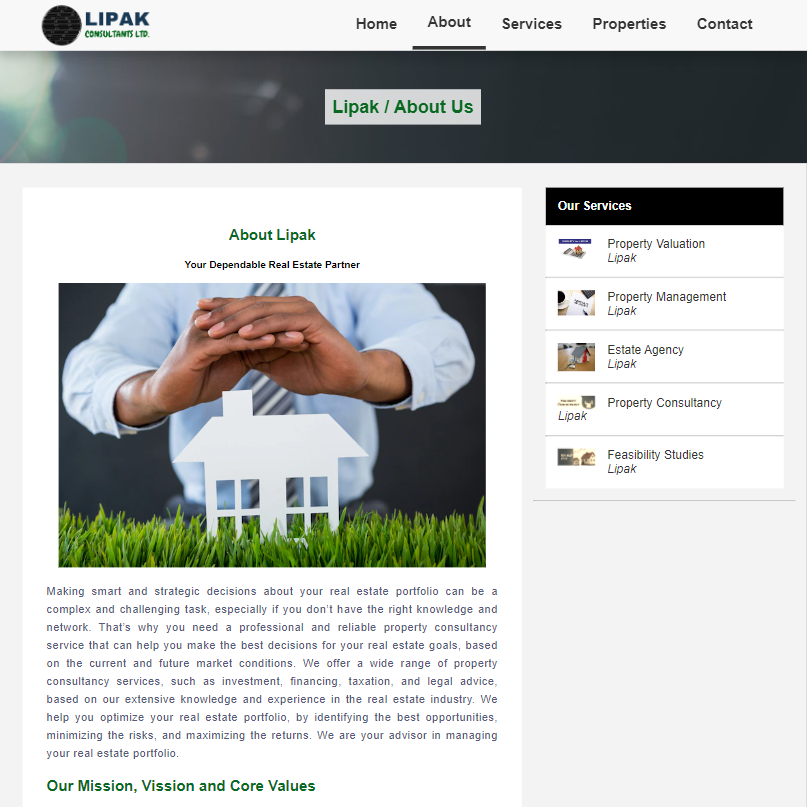 LIPAK
CONSULTANTS LTD.
Home
About
Services
Properties
Contact
Lipak / About Us
About Lipak
Your Dependable Real Estate Partner
Making smart and strategic decisions about your real estate portfolio can be a
complex and challenging task, especially if you don't have the right knowledge and
network. That's why you need a professional and reliable property consultancy
service that can help you make the best decisions for your real estate goals, based
on the current and future market conditions. We offer a wide range of property
consultancy services, such as investment, financing, taxation, and legal advice,
based on our extensive knowledge and experience in the real estate industry. We
help you optimize your real estate portfolio, by identifying the best opportunities,
minimizing the risks, and maximizing the returns. We are your advisor in managing
your real estate portfolio.
Our Mission, Vission and Core Values
Our Services
Property Valuation
Lipak
Property Management
Lipak
Estate Agency
Lipak
Property Consultancy
Lipak
Feasibility Studies
Lipak